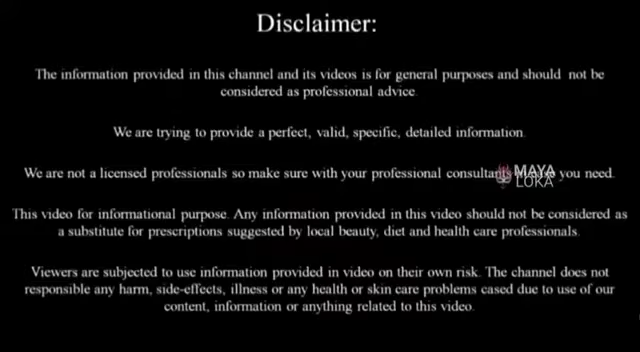 Disclaimer:
The information provided in this channel and its videos is for general purposes and should not be
considered as professional advice.
We are trying to provide a perfect, valid, specific, detailed information.
We are not a licensed professionals so make sure with your professional consultants you need.
MAYA
LOKA
This video for informational purpose. Any information provided in this video should not be considered as
a substitute for prescriptions suggested by local beauty, diet and health care professionals.
Viewers are subjected to use information provided in video on their own risk. The channel does not
responsible any harm, side-effects, illness or any health or skin care problems cased due to use of our
content, information or anything related to this video.